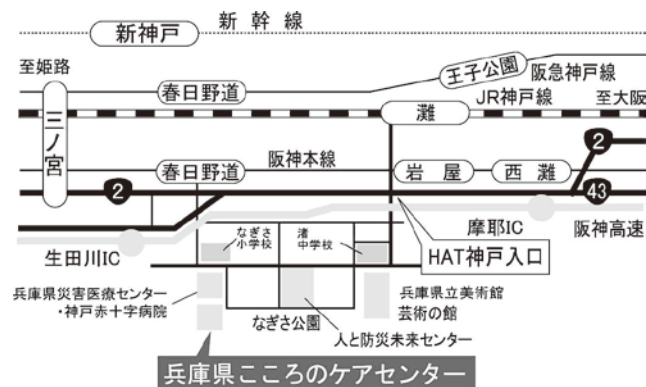 新幹線
新神戸
至姫路
王子公園
阪急神戸線
春日野道
JR神戸線
至大阪
灘
三ノ宮
2
阪神本線
春日野道
岩屋
西灘
2
43
なぎさ
小学校
渚
中学校
摩耶IC
阪神高速
生田川IC
HAT神戸入口
兵庫県災害医療センター
・神戸赤十字病院
なぎさ公園
兵庫県立美術館
芸術の館
人と防災未来センター
兵庫県こころのケアセンター